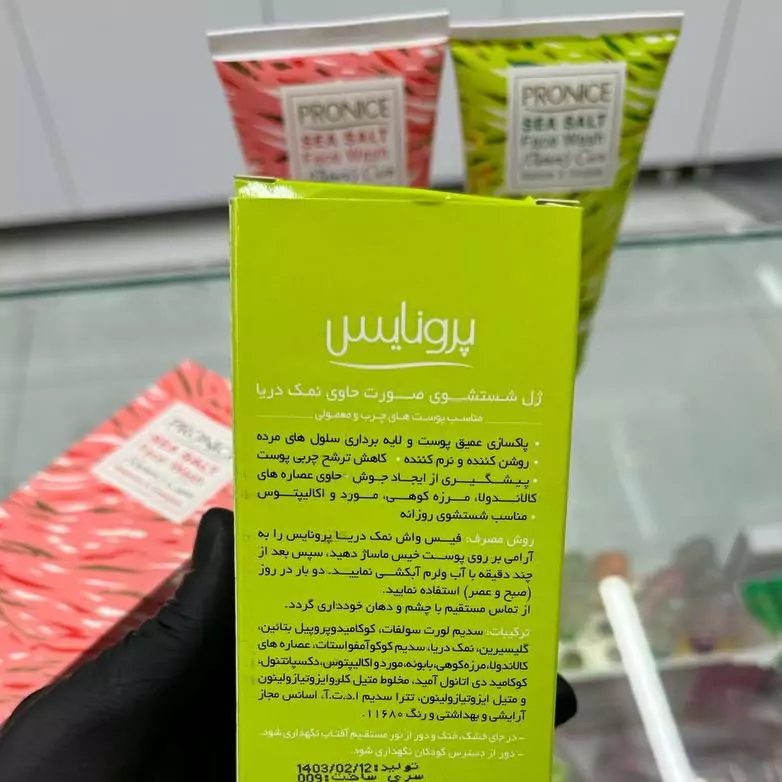 PRONICE
SEA SALT
Face Wash
PRONICE
SEA SALT
Face Wash
PRONICE
SEA SALT
Face Wash
پرونایس
ژل شستشوی صورت حاوی نمک دریا
مناسب پوست های چرب و معمولی
• پاکسازی عمیق پوست و لایه برداری سلول های مرده
• روشن کننده و نرم کننده • کاهش ترشح چربی پوست
• پیشگیری از ایجاد جوش • حاوی عصاره های
کالاندولا، مرزه کوهی، مورد و اکالیپتوس
• مناسب شستشوی روزانه
روش مصرف: فیس واش نمک دریا پرونایس را به
آرامی بر روی پوست خیس ماساژ دهید، سپس بعد از
چند دقیقه با آب ولرم آبکشی نمایید. دو بار در روز
(صبح و عصر) استفاده نمایید.
از تماس مستقیم با چشم و دهان خودداری گردد.
ترکیبات: سدیم لورت سولفات، کوکامیدوپروپیل بتائین،
گلیسیرین، نمک دریا، سدیم کوکوآمفواستات، عصاره های
کالاندولا، مرزه کوهی، بابونه، مورد و اکالیپتوس، دکسپانتنول،
کوکامید دی اتانول آمید، مخلوط متیل کلروایزوتیازولینون
و متیل ایزوتیازولینون، تترا سدیم ا.د.ت.آ، اسانس مجاز
آرایشی و بهداشتی و رنگ ۱۱۶۸۰.
- در جای خشک، خنک و دور از نور مستقیم آفتاب نگهداری شود.
- دور از دسترس کودکان نگهداری شود.
تولید:1403/02/12
سری ساخت:009